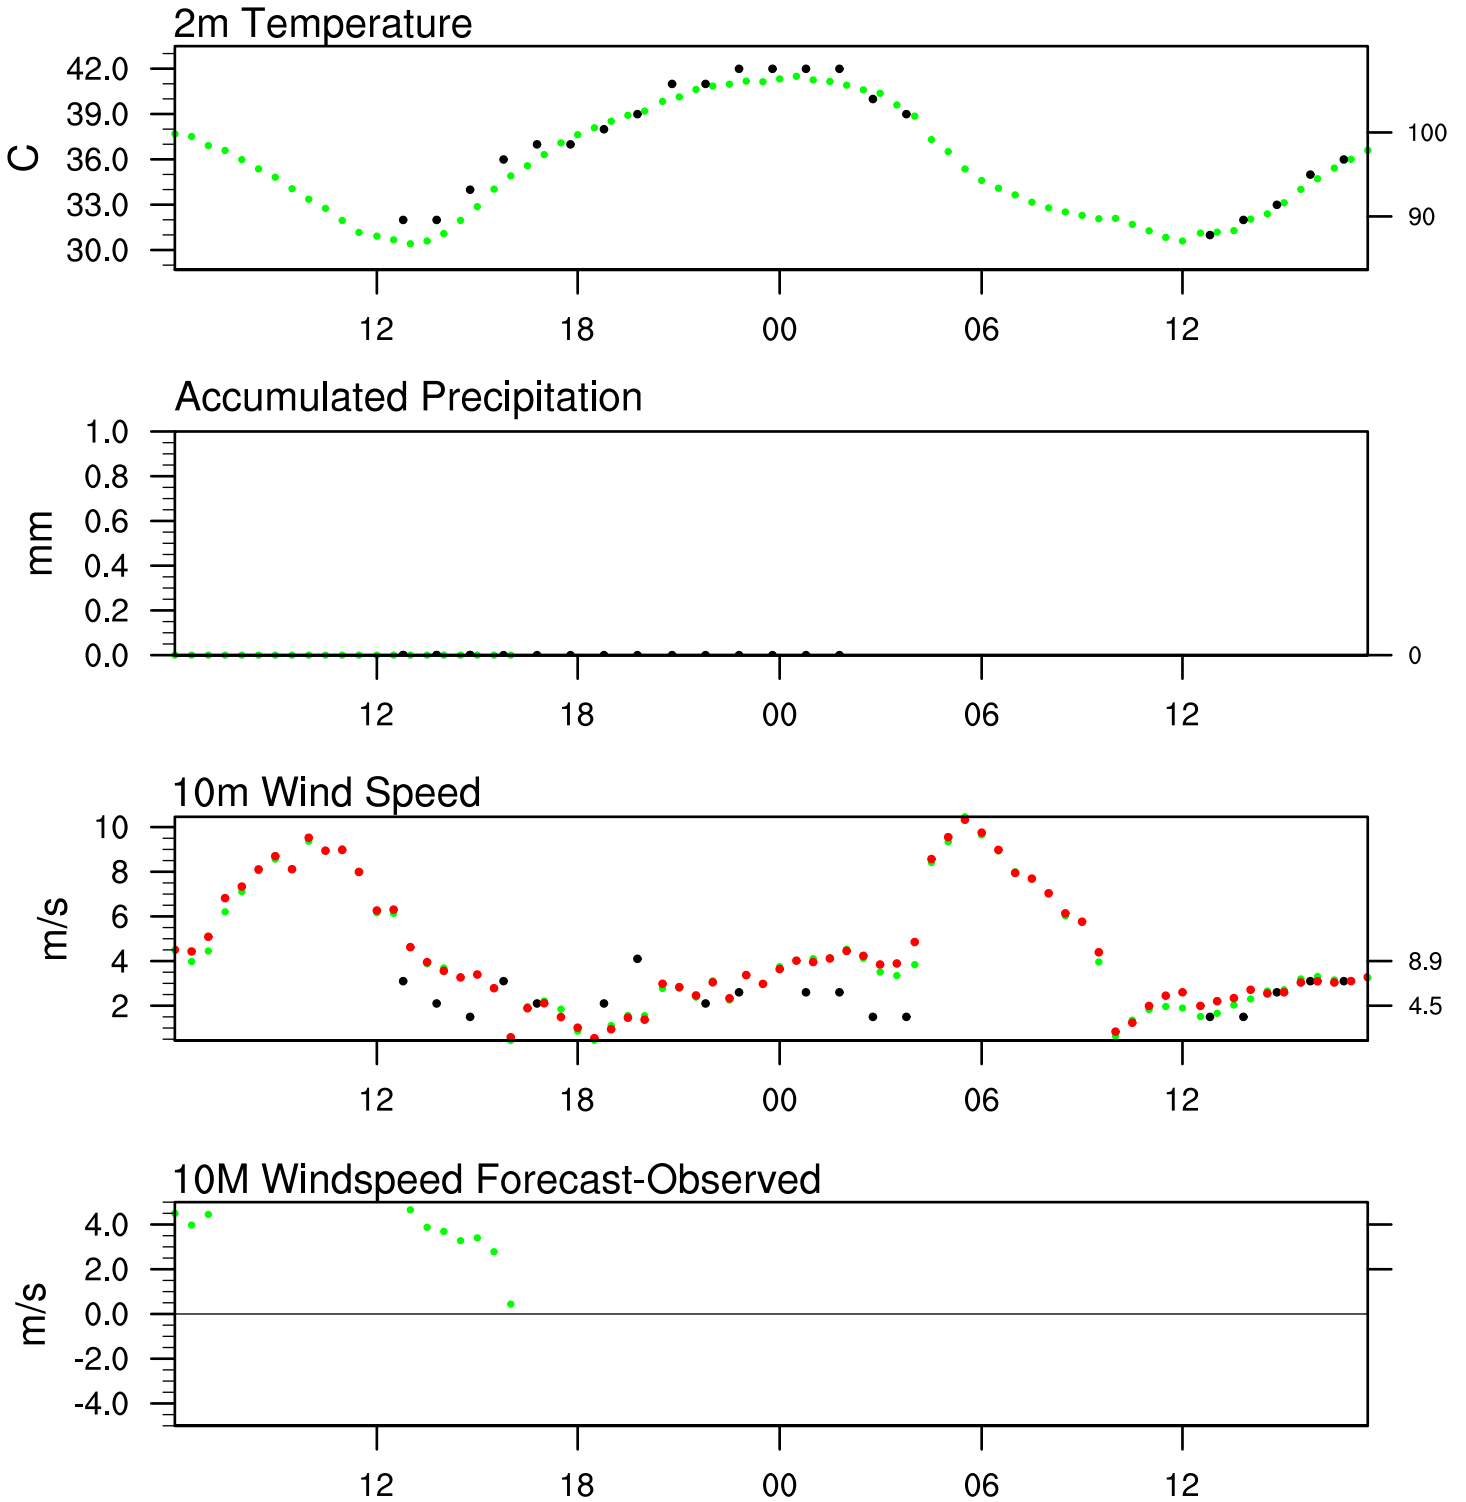 2m Temperature
42.0
39.0
36.0
33.0
30.0
C
100
90
12 18 00 06 12
Accumulated Precipitation
1.0
0.8
0.6
0.4
0.2
0.0
mm
0
12 18 00 06 12
10m Wind Speed
10
8
6
4
2
m/s
8.9
4.5
12 18 00 06 12
10M Windspeed Forecast-Observed
4.0
2.0
0.0
-2.0
-4.0
m/s
12 18 00 06 12